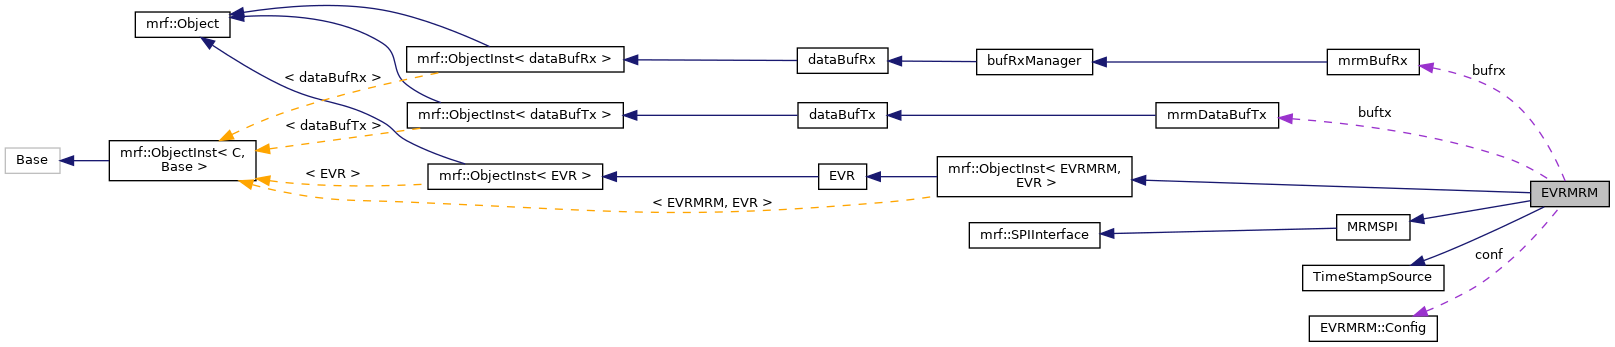 mrf::Object
mrf::ObjectInst< dataBufRx >
dataBufRx
bufRxManager
mrmBufRx
bufrx
< dataBufRx >
mrf::ObjectInst< dataBufTx >
dataBufTx
mrmDataBufTx
buftx
< dataBufTx >
Base
mrf::ObjectInst< C,
Base >
< EVR >
mrf::ObjectInst< EVR >
EVR
mrf::ObjectInst< EVRMRM,
EVR >
EVRMRM
< EVRMRM, EVR >
mrf::SPIInterface
MRMSPI
conf
TimeStampSource
EVRMRM::Config